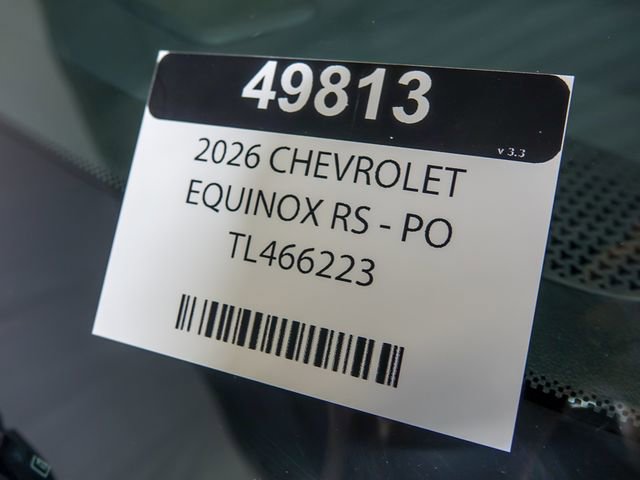 49813
v 3.3
2026 CHEVROLET
EQUINOX RS - PO
TL466223